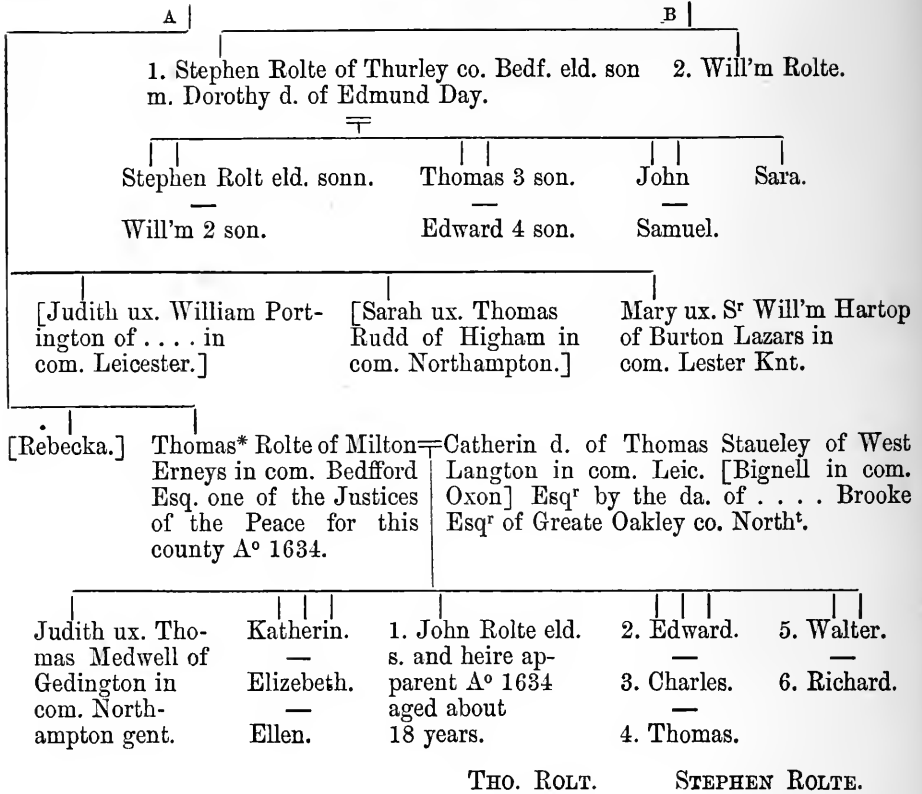 A B
1. Stephen Rolte of Thurley co. Bedf. eld. son
m. Dorothy d. of Edmund Day.
2. Will'm Rolte.
Stephen Rolt eld. sonn.
—
Will'm 2 son.
Thomas 3 son.
—
Edward 4 son.
John
—
Samuel.
Sara.
[Judith ux. William Port-
ington of . . . . in
com. Leicester.]
[Sarah ux. Thomas
Rudd of Higham in
com. Northampton.]
Mary ux. Sʳ Will'm Hartop
of Burton Lazars in
com. Lester Knt.
[Rebecka.]
Thomas* Rolte of Milton
Erneys in com. Bedfford
Esq. one of the Justices
of the Peace for this
county Aº 1634.
Catherin d. of Thomas Staueley of West
Langton in com. Leic. [Bignell in com.
Oxon] Esqʳ by the da. of . . . . Brooke
Esqʳ of Greate Oakley co. Northᵗ.
Judith ux. Tho-
mas Medwell of
Gedington in
com. North-
ampton gent.
Katherin.
—
Elizebeth.
—
Ellen.
1. John Rolte eld.
s. and heire ap-
parent Aº 1634
aged about
18 years.
2. Edward.
—
3. Charles.
—
4. Thomas.
5. Walter.
—
6. Richard.
THO. ROLT. STEPHEN ROLTE.